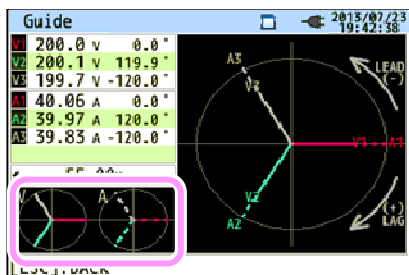 Guide
2013/07/23
19:42:38
V1 200.0 V 0.0°
V2 200.1 V 119.9°
V3 199.7 V -120.0°
A1 40.06 A 0.0°
A2 39.97 A 120.0°
A3 39.83 A -120.0°
A3
V3
LEAD
(-)
V1 A1
V2
A2
(+)
LAG
V
A